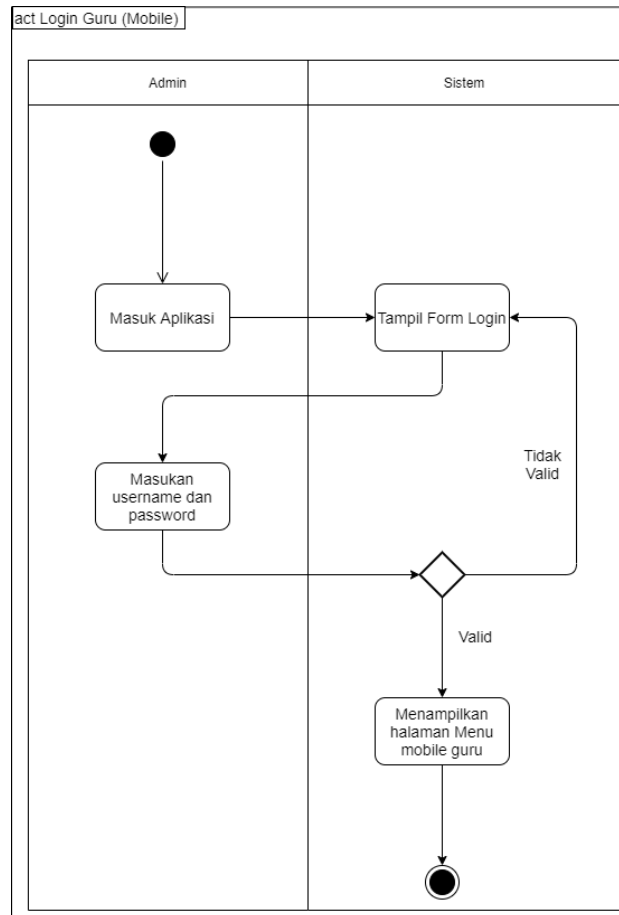 act Login Guru (Mobile)
Admin
Sistem
Masuk Aplikasi
Tampil Form Login
Masukan
username dan
password
Tidak
Valid
Valid
Menampilkan
halaman Menu
mobile guru